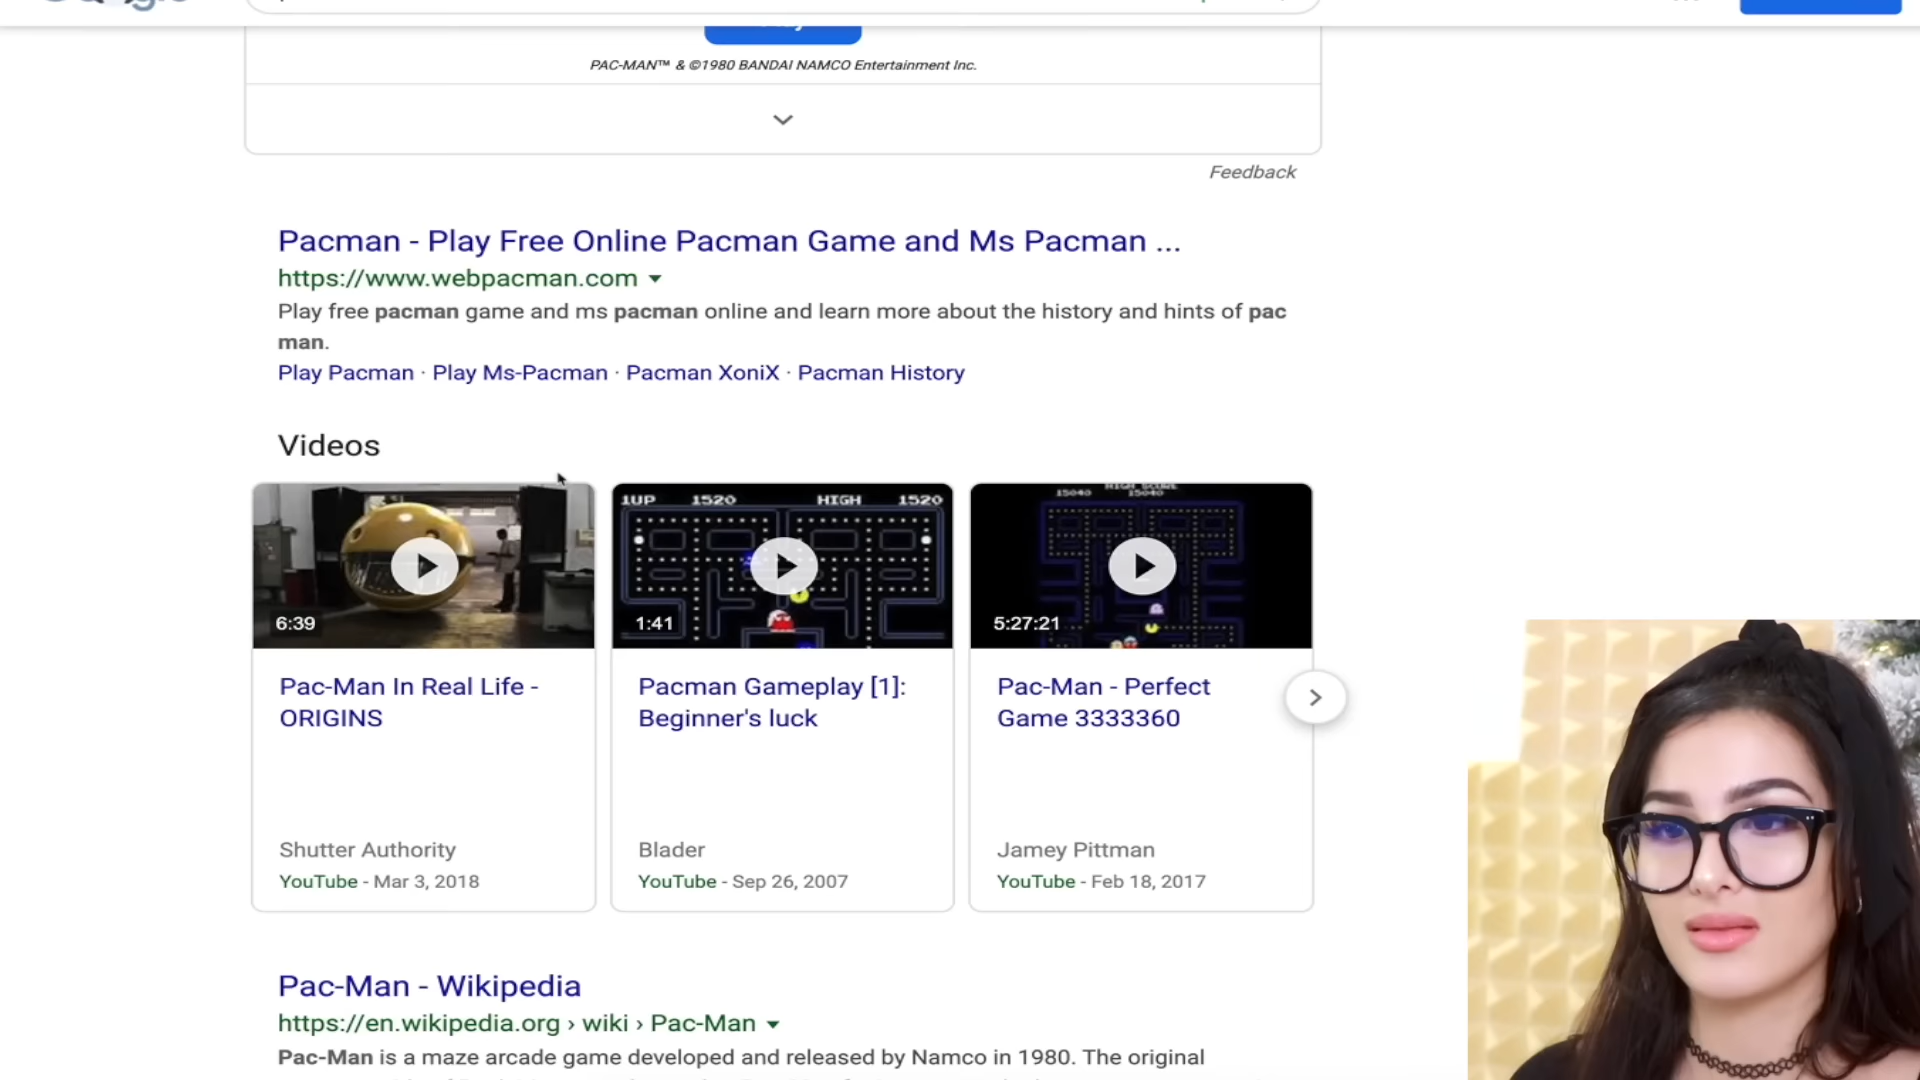 PAC-MAN™ & ©1980 BANDAI NAMCO Entertainment Inc.
Feedback
Pacman - Play Free Online Pacman Game and Ms Pacman ...
https://www.webpacman.com
Play free pacman game and ms pacman online and learn more about the history and hints of pac
man.
Play Pacman · Play Ms-Pacman · Pacman XoniX · Pacman History
Videos
1UP 1520 HIGH 1520
HIGH SCORE
15040 15040
6:39
1:41
5:27:21
Pac-Man In Real Life -
ORIGINS
Pacman Gameplay [1]:
Beginner's luck
Pac-Man - Perfect
Game 3333360
Shutter Authority
YouTube - Mar 3, 2018
Blader
YouTube - Sep 26, 2007
Jamey Pittman
YouTube - Feb 18, 2017
Pac-Man - Wikipedia
https://en.wikipedia.org › wiki › Pac-Man
Pac-Man is a maze arcade game developed and released by Namco in 1980. The original